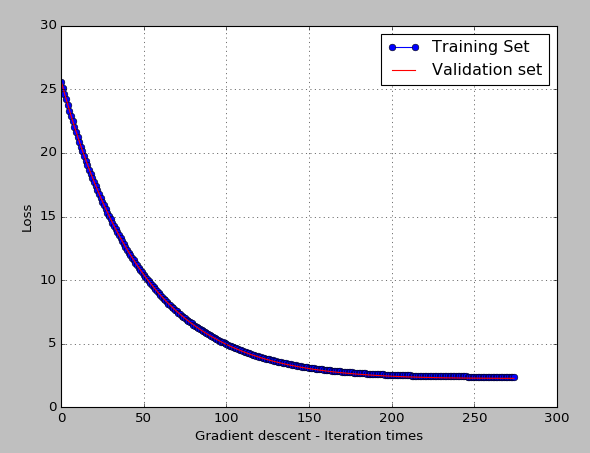 30
25
20
15
10
5
0
Loss
Training Set
Validation set
0 50 100 150 200 250 300
Gradient descent - Iteration times